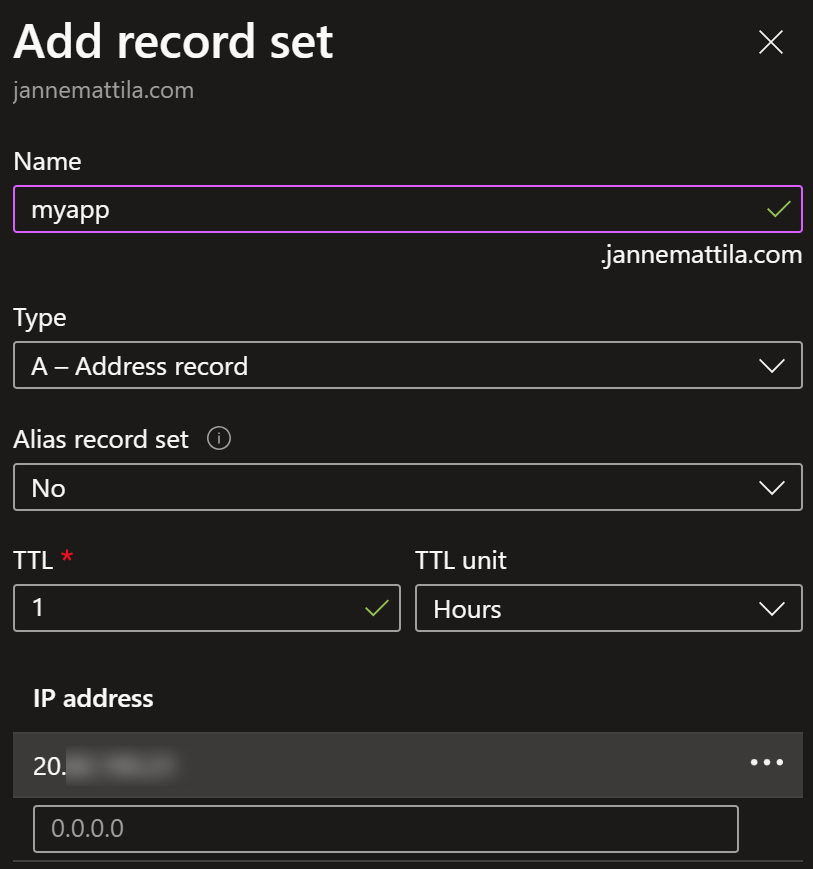 Add record set
jannemattila.com
Name
myapp
.jannemattila.com
Type
A – Address record
Alias record set
No
TTL * TTL unit
1 Hours
IP address
20.
0.0.0.0